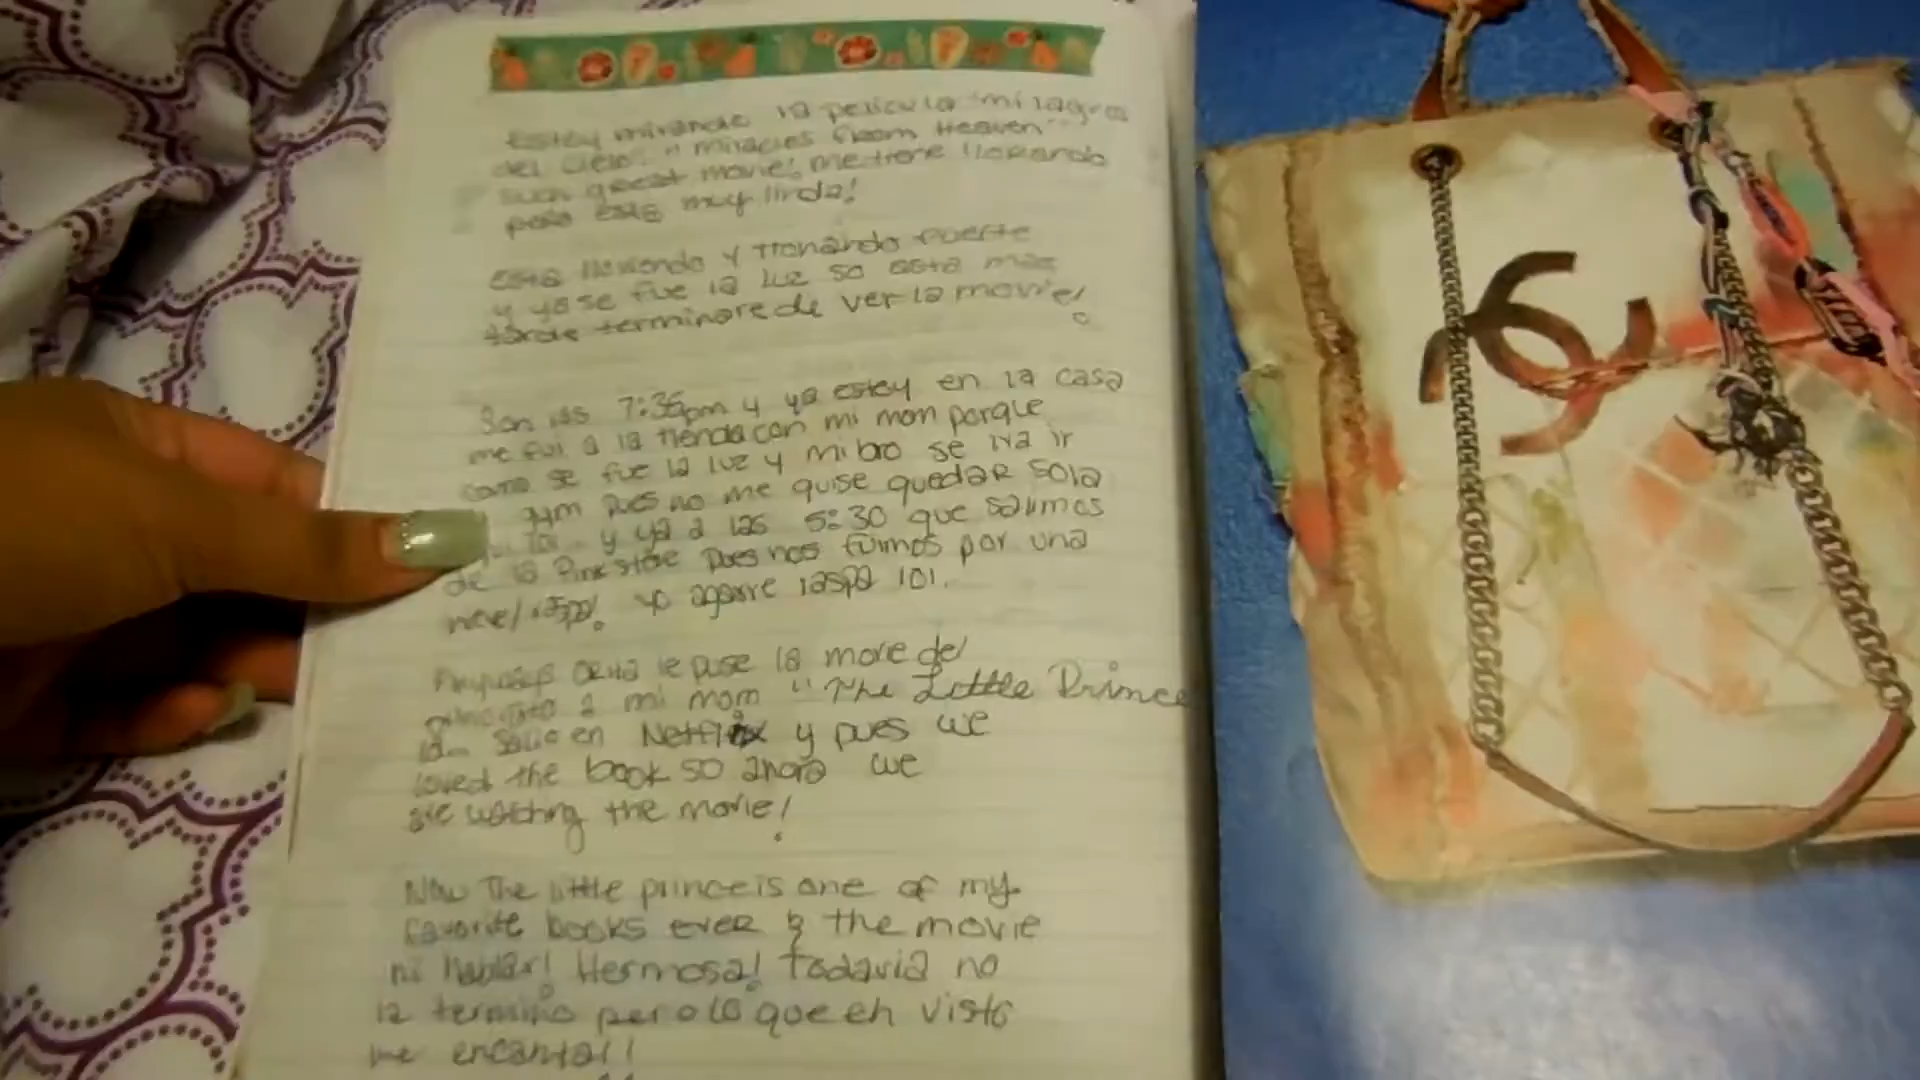 Estoy mirando la pelicula "milagros
del cielo" "miracles from Heaven"
such great movie! me tiene llorando
pero esta muy linda!
Esta lloviendo y tronando fuerte
y ya se fue la luz so asta mas
tarde terminare de ver la movie!
Son las 7:36pm y ya estoy en la casa
me fui a la tienda con mi mom porque
como se fue la luz y mi bro se iva ir
gym pues no me quise quedar sola
y ya a las 5:30 que salimos
de la Pink store pues nos fuimos por una
nieve/raspa! yo agarre raspa lol.
Orita le puse la movie del
principito a mi mom "The Little Prince
Salio en Netflix y pues we
loved the book so ahora we
are watching the movie!
Now The little prince is one of my
favorite books ever & the movie
ni hablar! Hermosa! todavia no
la termino pero lo que eh visto
me encanta!!